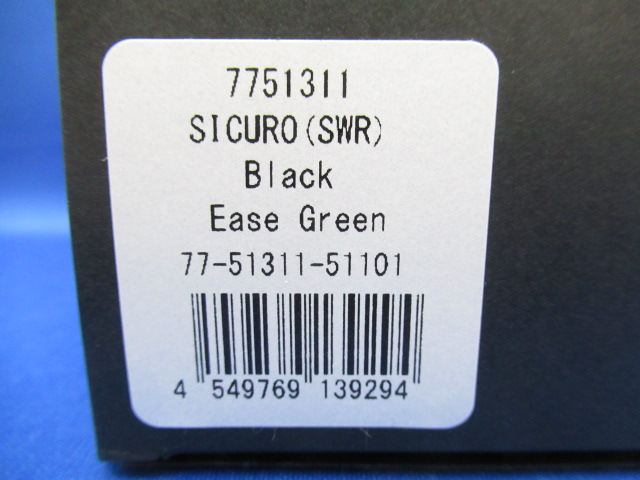 7751311
SICURO(SWR)
Black
Ease Green
77-51311-51101
4 549769 139294